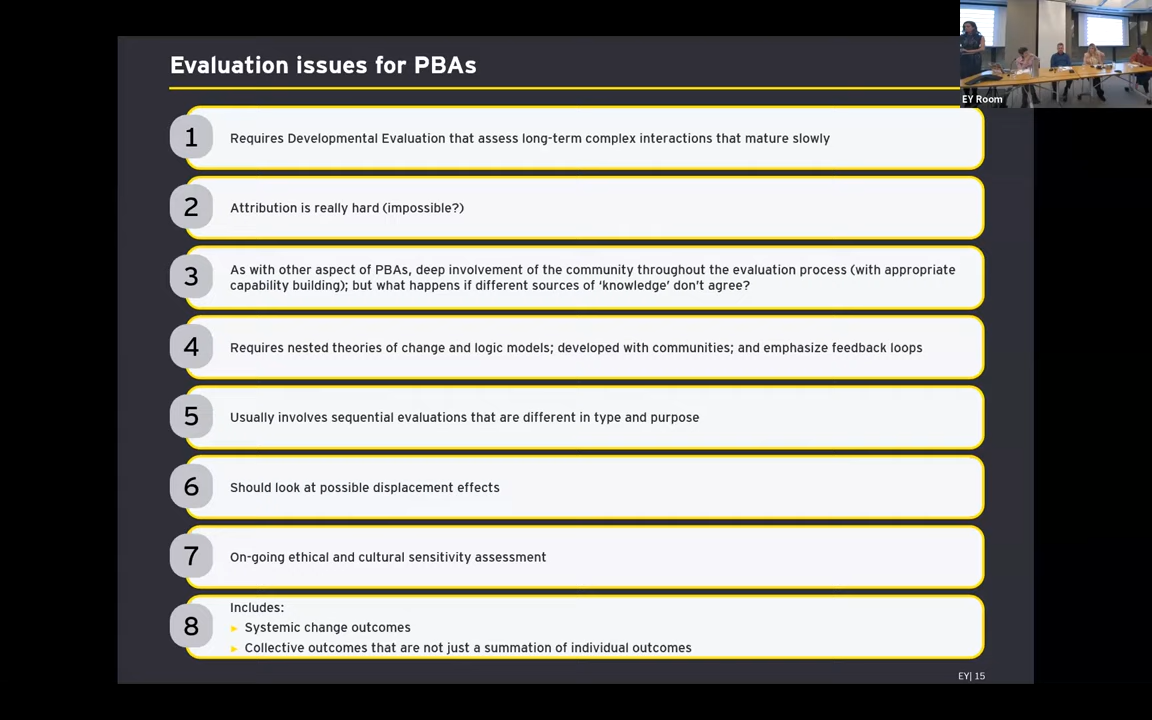 Evaluation issues for PBAs
EY Room
1
Requires Developmental Evaluation that assess long-term complex interactions that mature slowly
2
Attribution is really hard (impossible?)
3
As with other aspect of PBAs, deep involvement of the community throughout the evaluation process (with appropriate
capability building); but what happens if different sources of ‘knowledge’ don’t agree?
4
Requires nested theories of change and logic models; developed with communities; and emphasize feedback loops
5
Usually involves sequential evaluations that are different in type and purpose
6
Should look at possible displacement effects
7
On-going ethical and cultural sensitivity assessment
8
Includes:
► Systemic change outcomes
► Collective outcomes that are not just a summation of individual outcomes
EY| 15